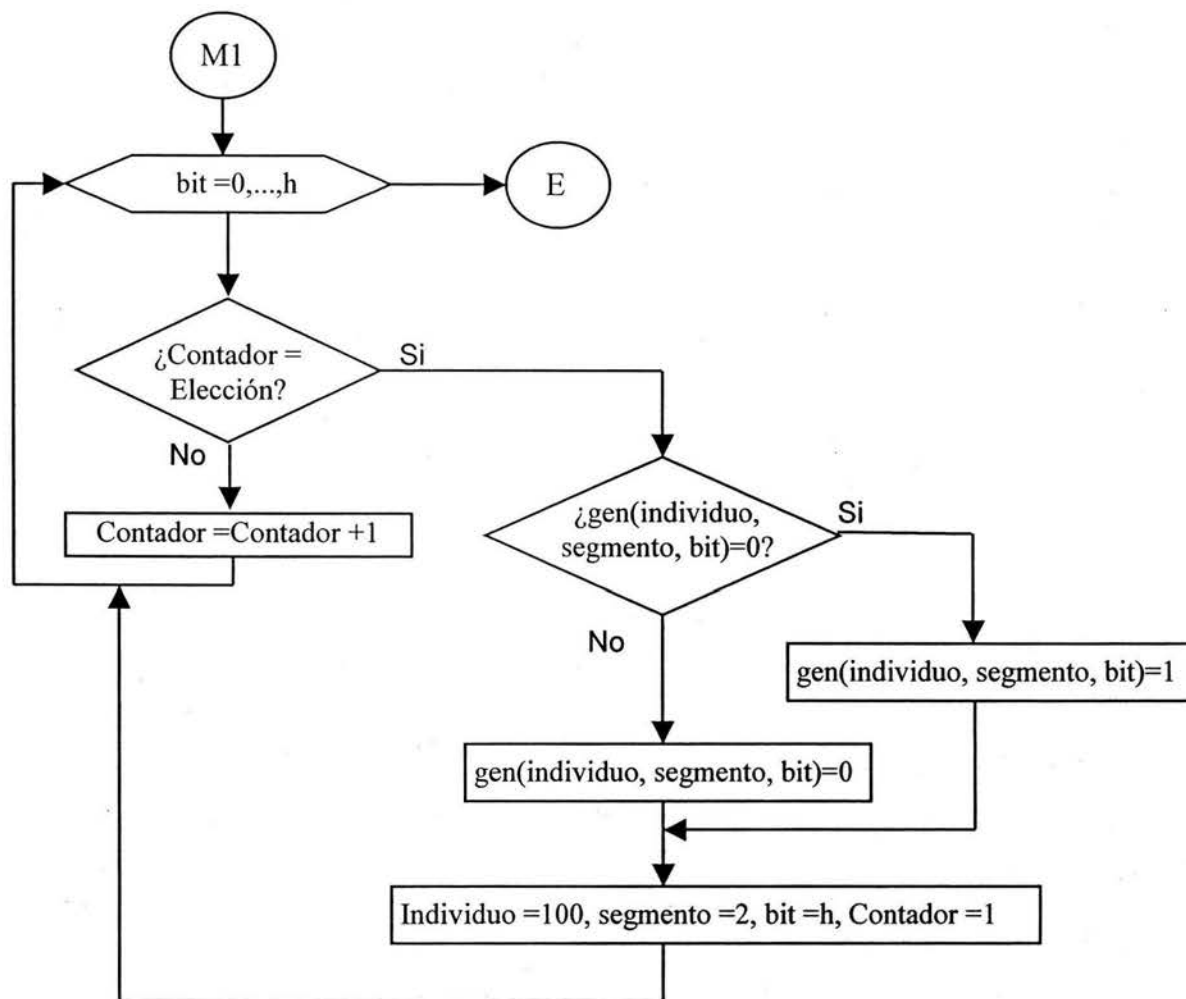 M1
bit =0,...,h
E
¿Contador =
Elección?
Si
No
Contador =Contador +1
¿gen(individuo,
segmento, bit)=0?
Si
No
gen(individuo, segmento, bit)=1
gen(individuo, segmento, bit)=0
Individuo =100, segmento =2, bit =h, Contador =1